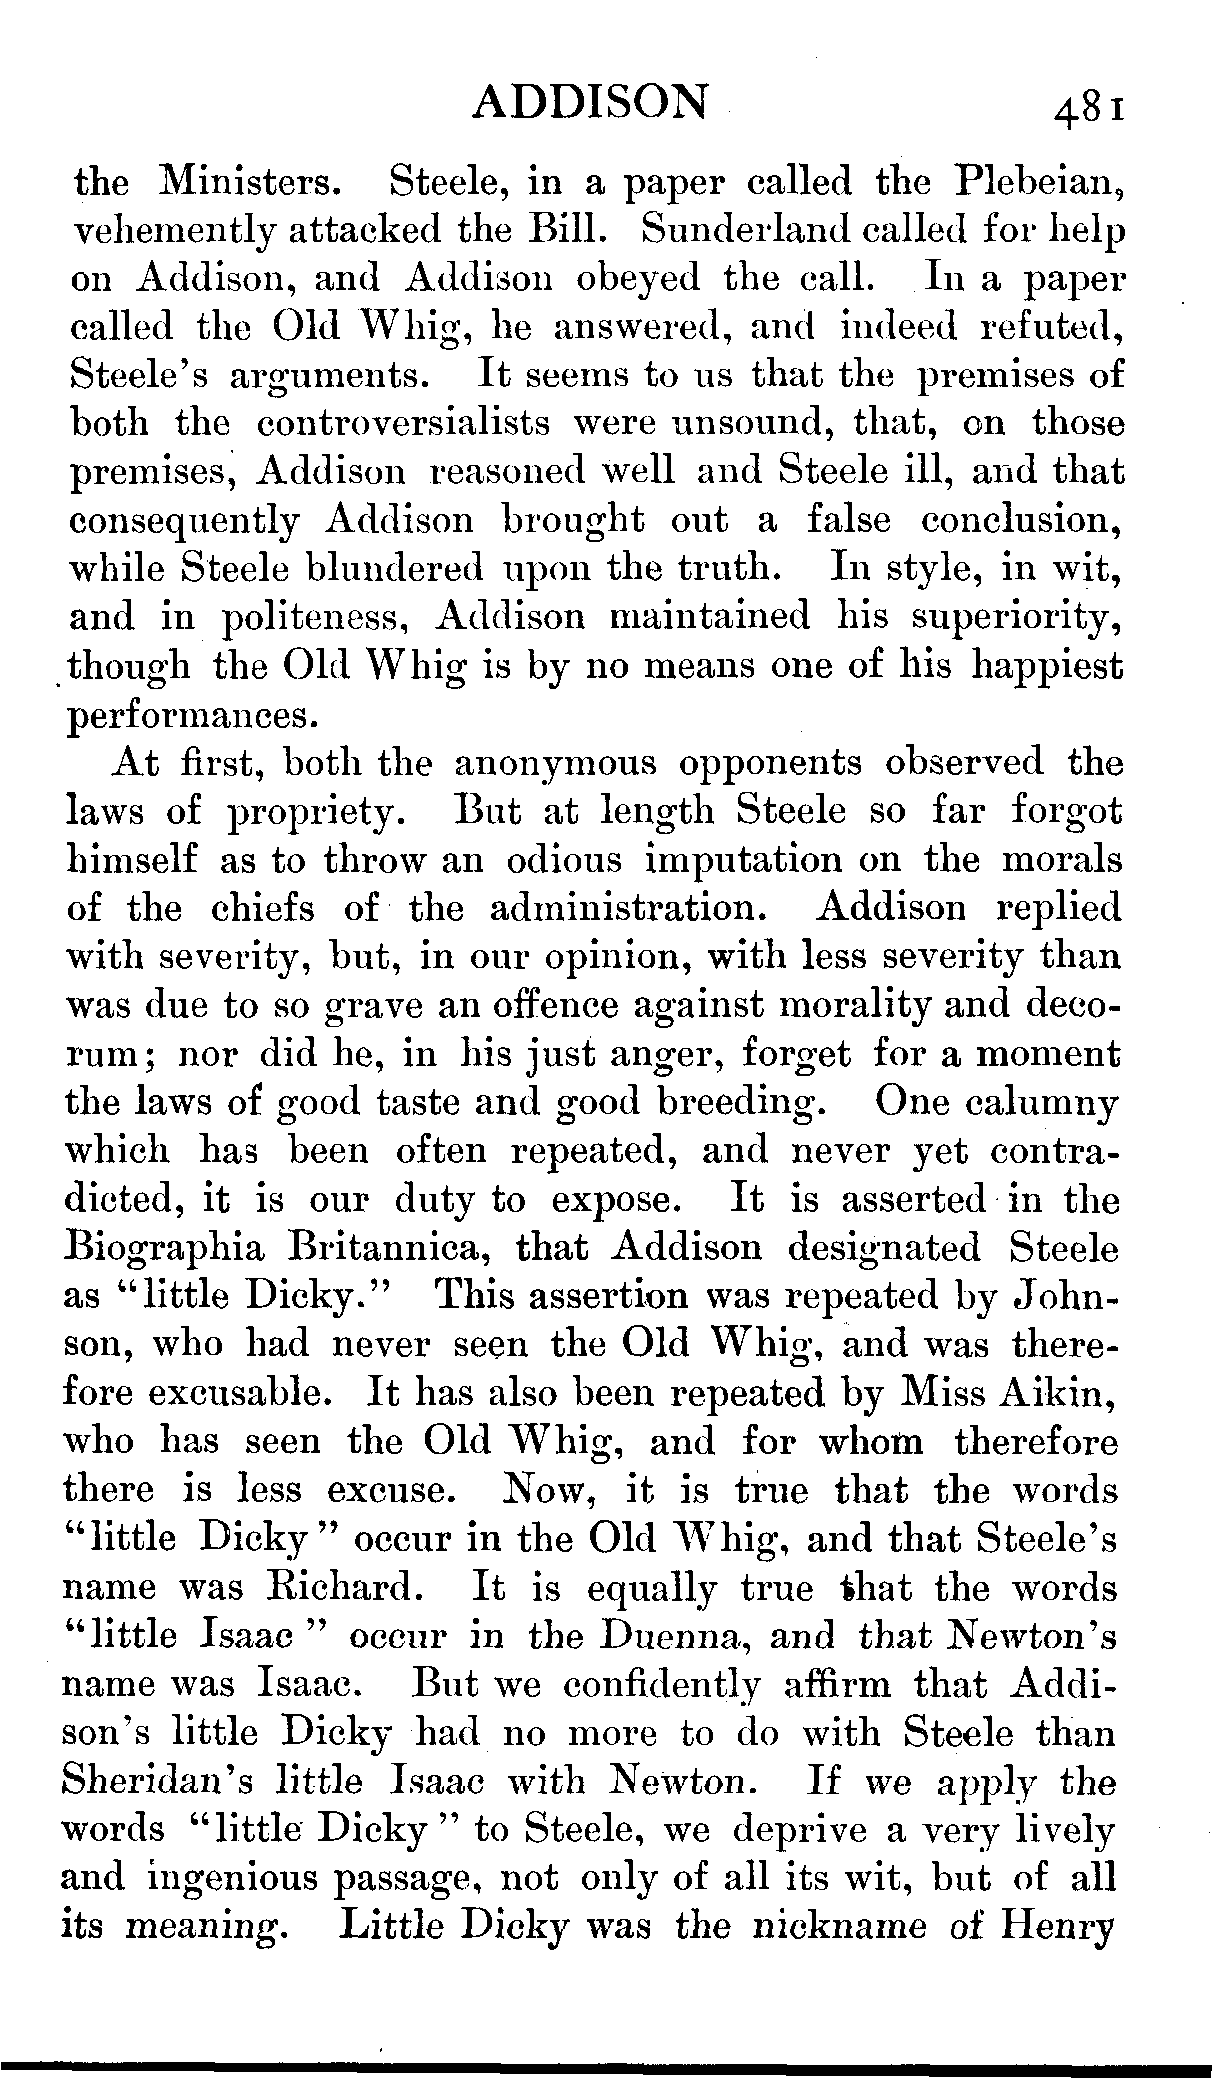 ADDISON 481
the Ministers. Steele, in a paper called the Plebeian,
vehemently attacked the Bill. Sunderland called for help
on Addison, and Addison obeyed the call. In a paper
called the Old Whig, he answered, and indeed refuted,
Steele's arguments. It seems to us that the premises of
both the controversialists were unsound, that, on those
premises, Addison reasoned well and Steele ill, and that
consequently Addison brought out a false conclusion,
while Steele blundered upon the truth. In style, in wit,
and in politeness, Addison maintained his superiority,
though the Old Whig is by no means one of his happiest
performances.
At first, both the anonymous opponents observed the
laws of propriety. But at length Steele so far forgot
himself as to throw an odious imputation on the morals
of the chiefs of the administration. Addison replied
with severity, but, in our opinion, with less severity than
was due to so grave an offence against morality and deco-
rum; nor did he, in his just anger, forget for a moment
the laws of good taste and good breeding. One calumny
which has been often repeated, and never yet contra-
dicted, it is our duty to expose. It is asserted in the
Biographia Britannica, that Addison designated Steele
as "little Dicky." This assertion was repeated by John-
son, who had never seen the Old Whig, and was there-
fore excusable. It has also been repeated by Miss Aikin,
who has seen the Old Whig, and for whom therefore
there is less excuse. Now, it is true that the words
"little Dicky" occur in the Old Whig, and that Steele's
name was Richard. It is equally true that the words
"little Isaac" occur in the Duenna, and that Newton's
name was Isaac. But we confidently affirm that Addi-
son's little Dicky had no more to do with Steele than
Sheridan's little Isaac with Newton. If we apply the
words "little Dicky" to Steele, we deprive a very lively
and ingenious passage, not only of all its wit, but of all
its meaning. Little Dicky was the nickname of Henry